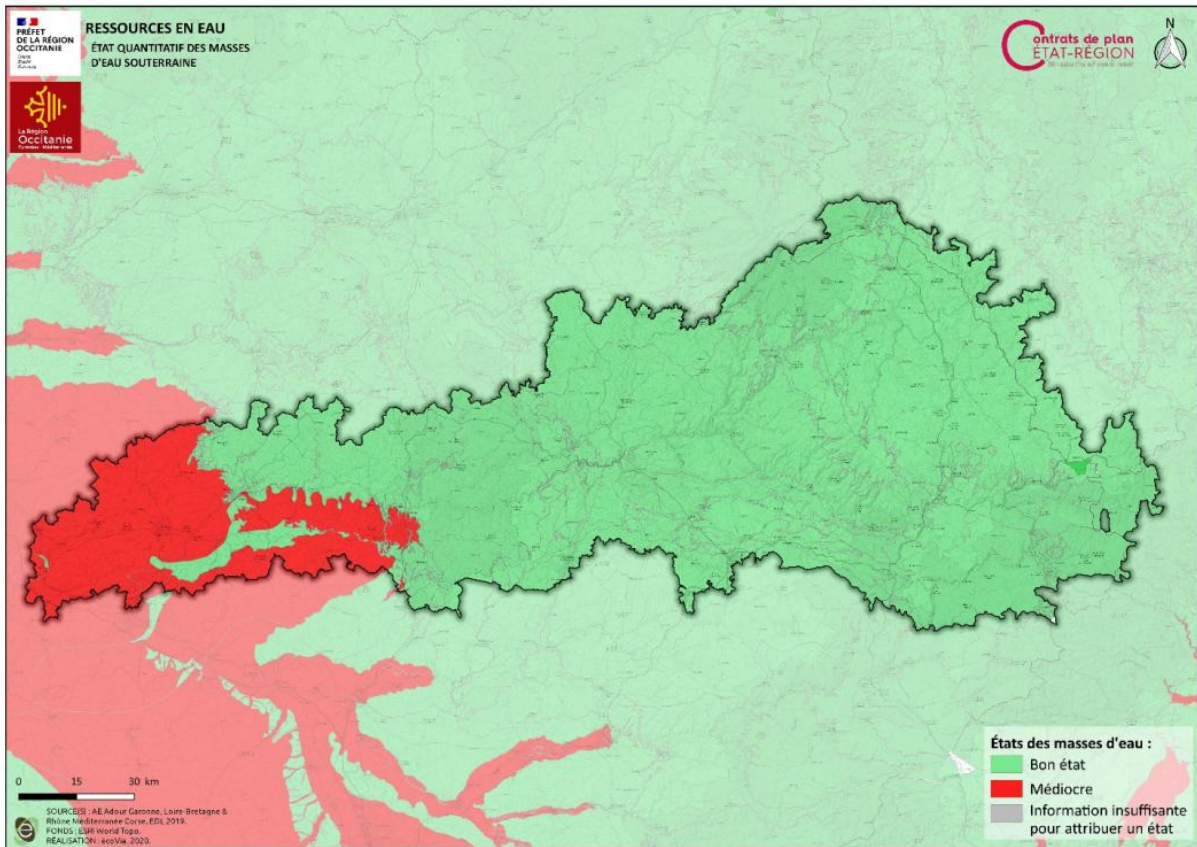 PRÉFET
DE LA RÉGION
OCCITANIE
RESSOURCES EN EAU
ÉTAT QUANTITATIF DES MASSES
D'EAU SOUTERRAINE
La Région
Occitanie
Pyrénées - Méditerranée
Contrats de plan
ÉTAT-RÉGION
N
États des masses d'eau :
Bon état
Médiocre
Information insuffisante
pour attribuer un état
0 15 30 km
SOURCE(S) : AE Adour Garonne, Loire-Bretagne &
Rhône Méditerranée Corse, EDL 2019.
FONDS : ESRI World Topo.
RÉALISATION : écoVia, 2020.